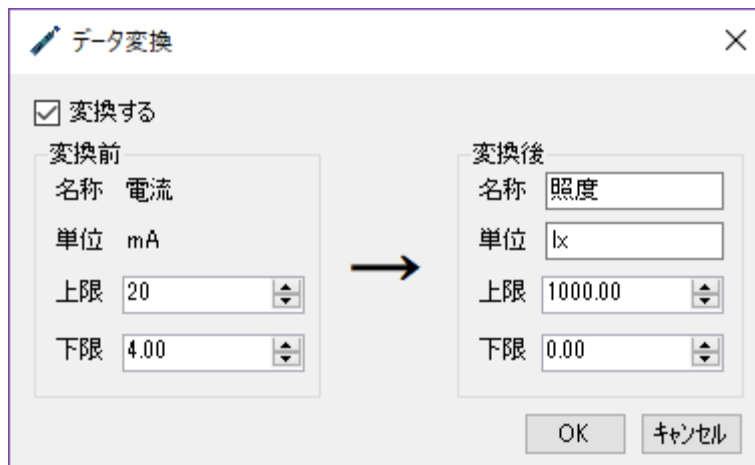 データ変換
変換する
変換前
名称 電流
単位 mA
上限 20
下限 4.00
変換後
名称 照度
単位 lx
上限 1000.00
下限 0.00
OK キャンセル